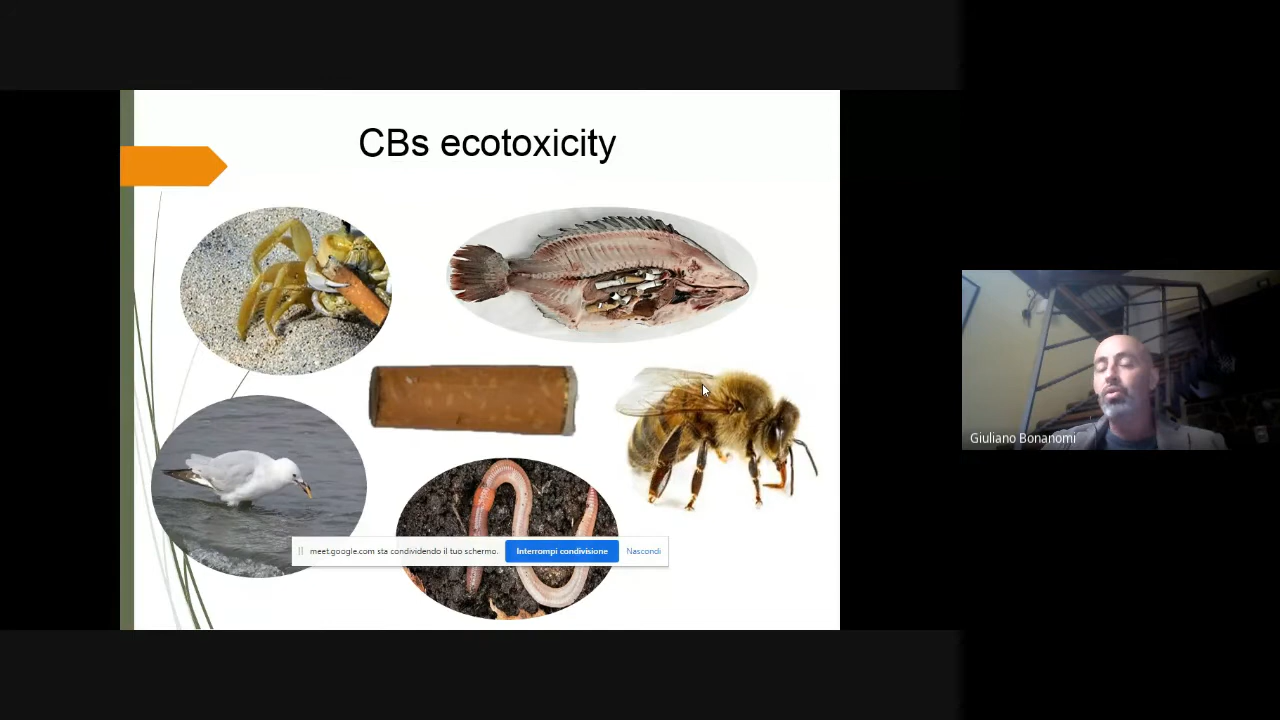 CBs ecotoxicity
Giuliano Bonanomi
meet.google.com sta condividendo il tuo schermo. Interrompi condivisione Nascondi